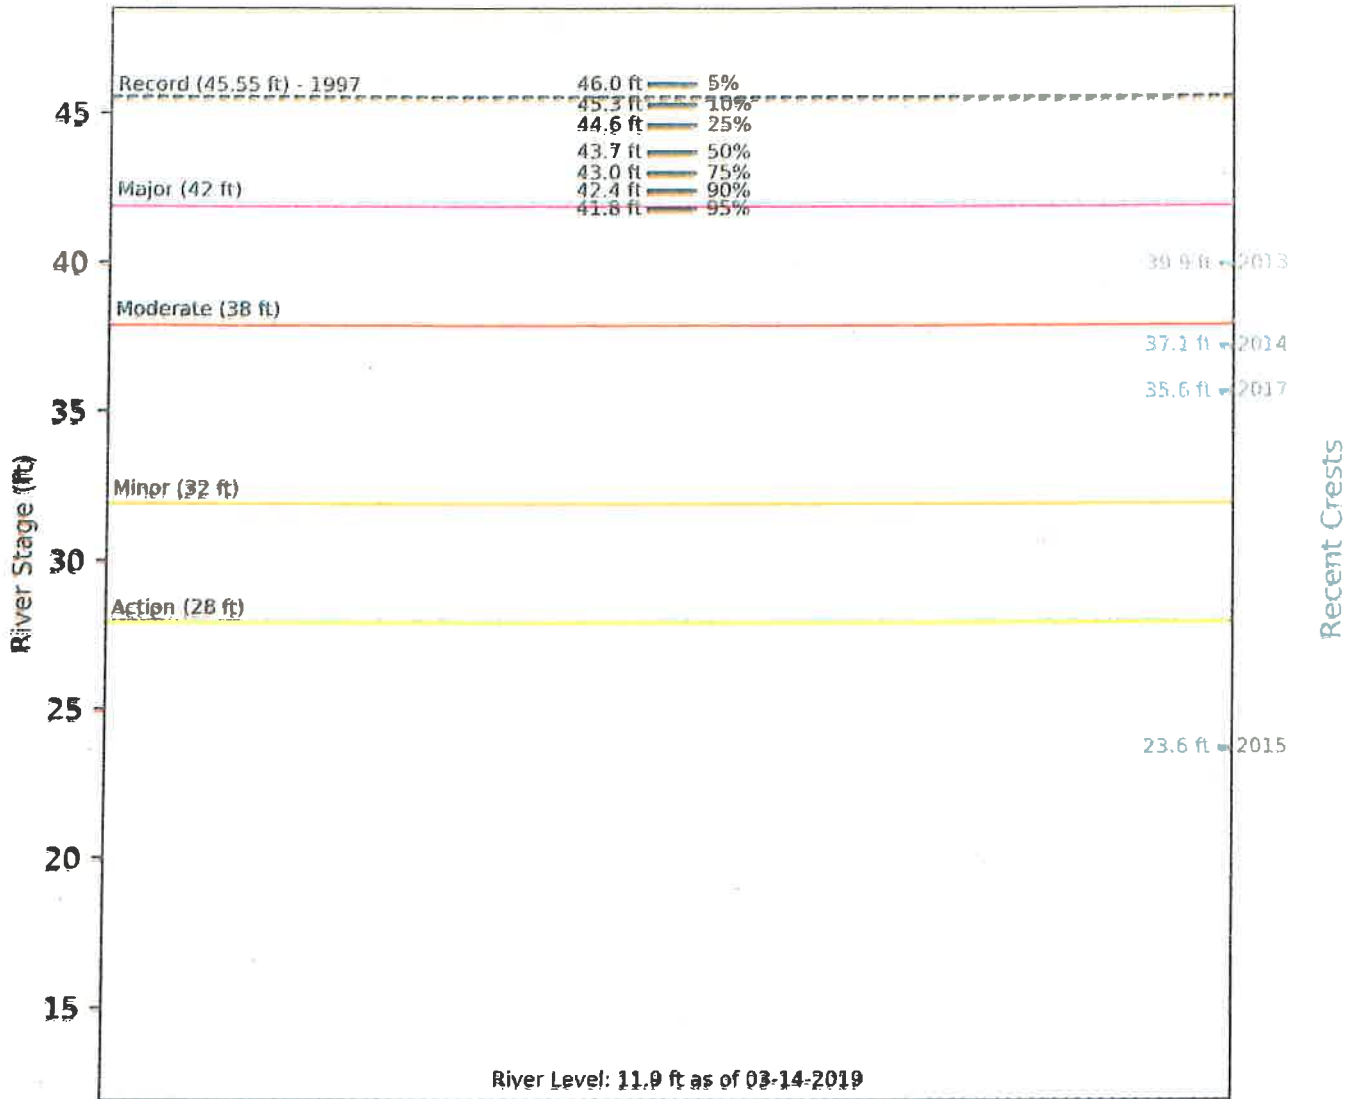 Record (45.55 ft) - 1997
46.0 ft 5%
45
45.3 ft 10%
44.6 ft 25%
43.7 ft 50%
43.0 ft 75%
Major (42 ft)
42.4 ft 90%
41.8 ft 95%
40
39.9 ft 2013
Moderate (38 ft)
37.1 ft 2014
35.6 ft 2017
35
River Stage (ft)
Recent Crests
Minor (32 ft)
30
Action (28 ft)
25
23.6 ft 2015
20
15
River Level: 11.9 ft as of 03-14-2019